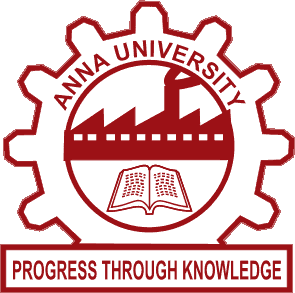 ANNA UNIVERSITY
PROGRESS THROUGH KNOWLEDGE